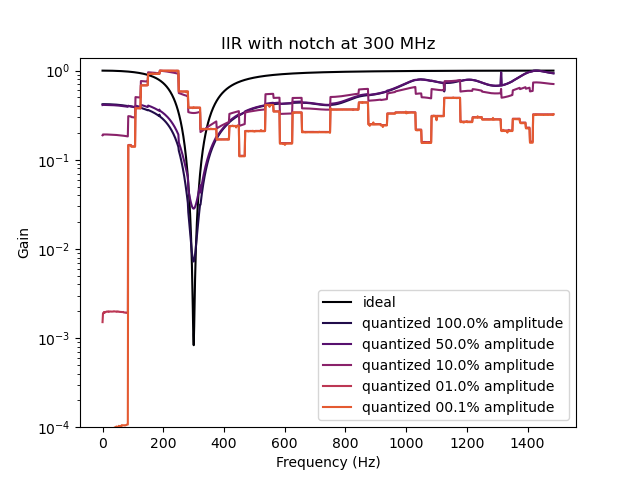 IIR with notch at 300 MHz
Gain
10⁰
10⁻¹
10⁻²
10⁻³
10⁻⁴
ideal
quantized 100.0% amplitude
quantized 50.0% amplitude
quantized 10.0% amplitude
quantized 01.0% amplitude
quantized 00.1% amplitude
0 200 400 600 800 1000 1200 1400
Frequency (Hz)